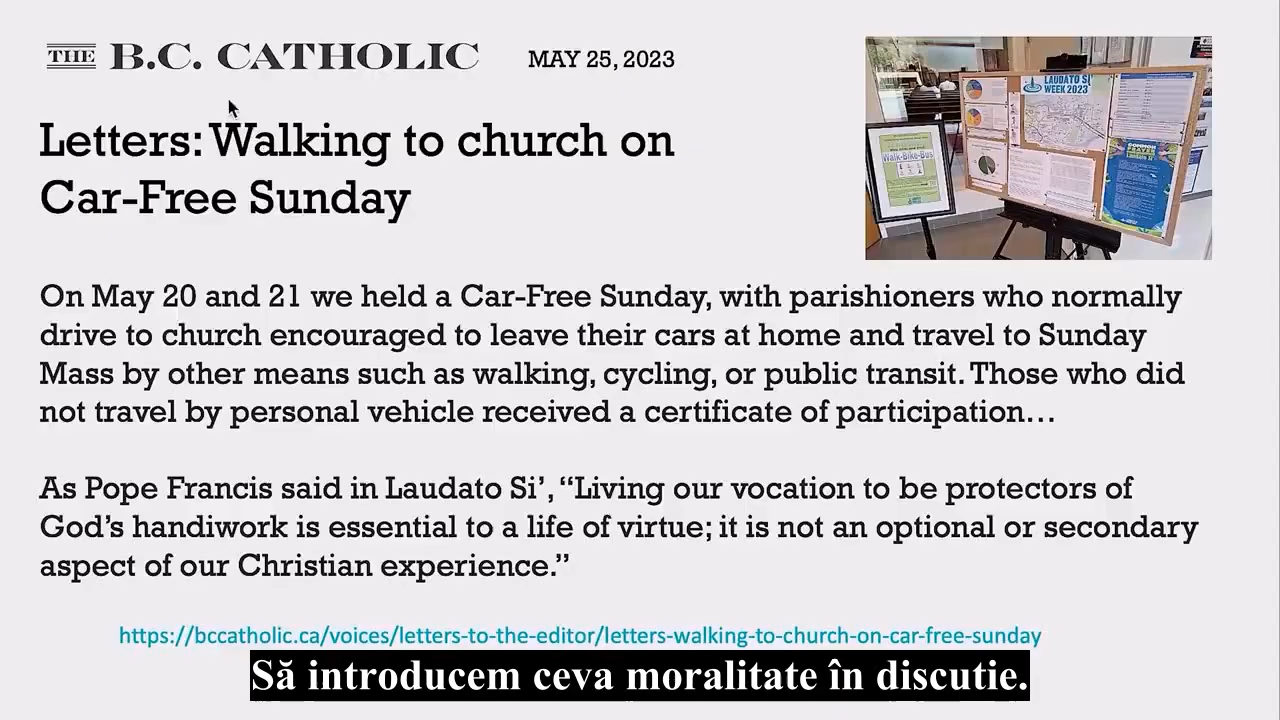 THE B.C. CATHOLIC MAY 25, 2023
LAUDATO SI'
WEEK 2023
Walk-Bike-Bus
COMMON
PRAYER
Laudato Si'
Letters: Walking to church on
Car-Free Sunday
On May 20 and 21 we held a Car-Free Sunday, with parishioners who normally
drive to church encouraged to leave their cars at home and travel to Sunday
Mass by other means such as walking, cycling, or public transit. Those who did
not travel by personal vehicle received a certificate of participation…
As Pope Francis said in Laudato Si’, “Living our vocation to be protectors of
God’s handiwork is essential to a life of virtue; it is not an optional or secondary
aspect of our Christian experience.”
https://bccatholic.ca/voices/letters-to-the-editor/letters-walking-to-church-on-car-free-sunday
Să introducem ceva moralitate în discutie.